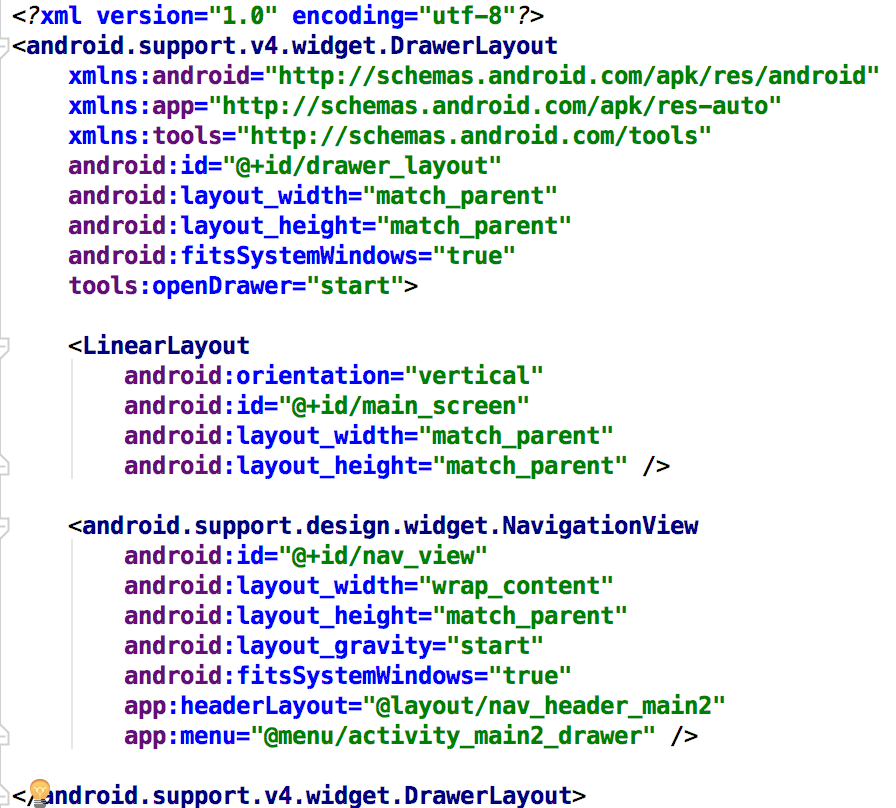 <?xml version="1.0" encoding="utf-8"?>
<android.support.v4.widget.DrawerLayout
    xmlns:android="http://schemas.android.com/apk/res/android"
    xmlns:app="http://schemas.android.com/apk/res-auto"
    xmlns:tools="http://schemas.android.com/tools"
    android:id="@+id/drawer_layout"
    android:layout_width="match_parent"
    android:layout_height="match_parent"
    android:fitsSystemWindows="true"
    tools:openDrawer="start">

    <LinearLayout
        android:orientation="vertical"
        android:id="@+id/main_screen"
        android:layout_width="match_parent"
        android:layout_height="match_parent" />

    <android.support.design.widget.NavigationView
        android:id="@+id/nav_view"
        android:layout_width="wrap_content"
        android:layout_height="match_parent"
        android:layout_gravity="start"
        android:fitsSystemWindows="true"
        app:headerLayout="@layout/nav_header_main2"
        app:menu="@menu/activity_main2_drawer" />

</android.support.v4.widget.DrawerLayout>